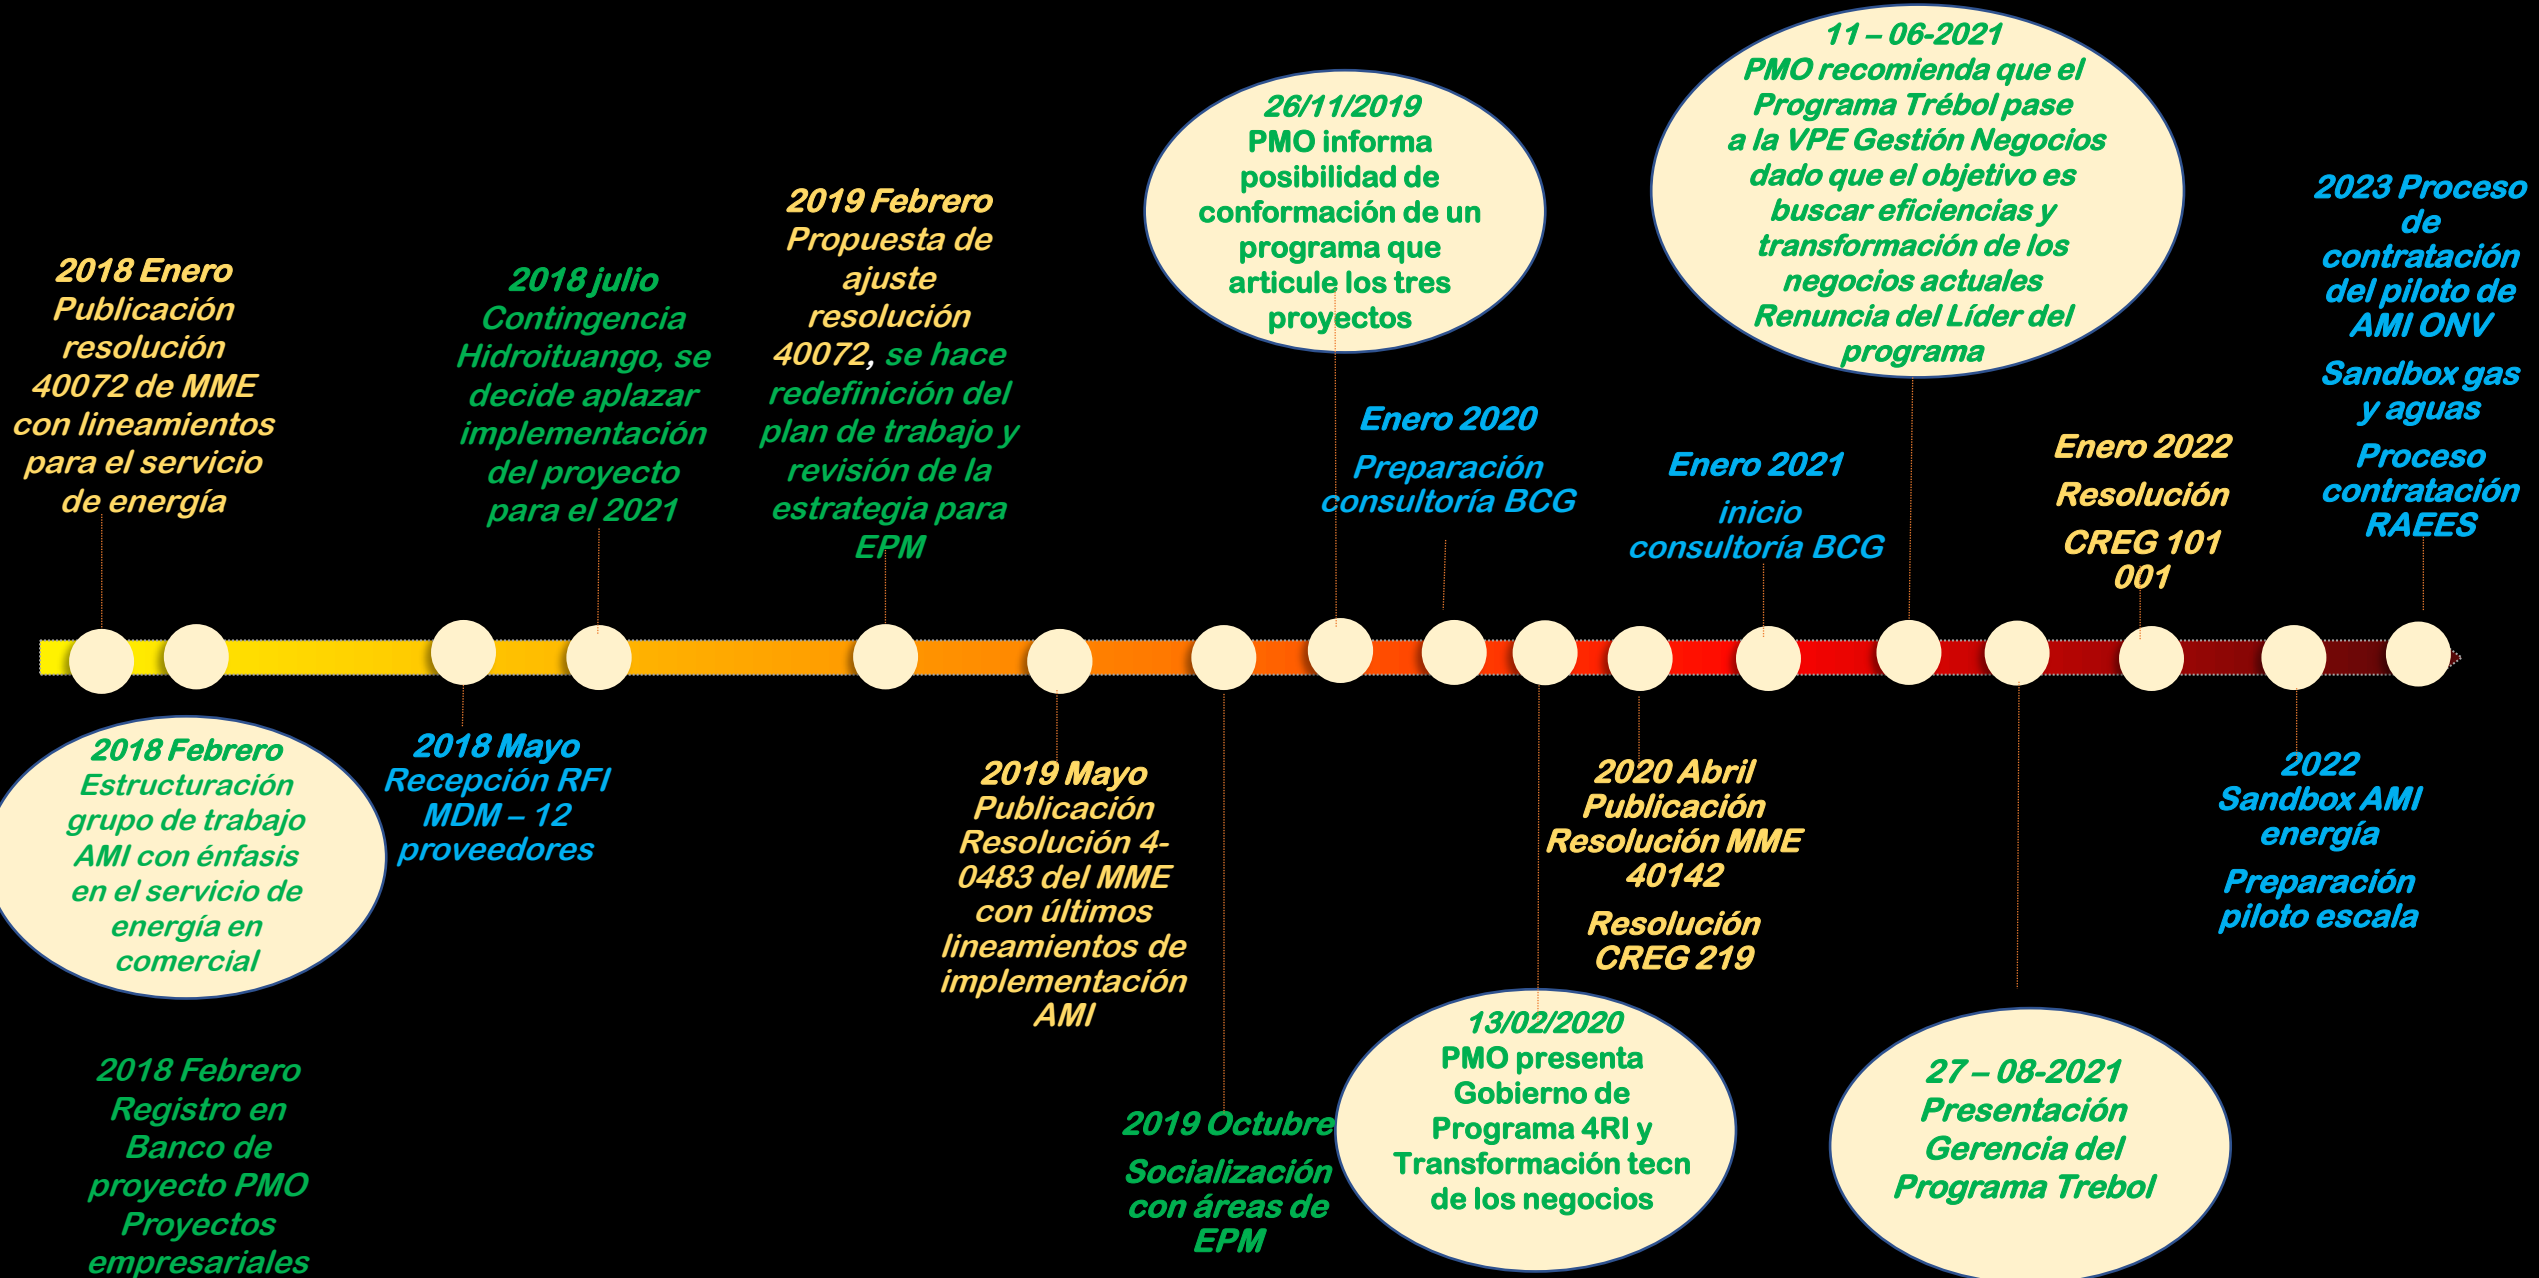 2018 Enero
Publicación
resolución
40072 de MME
con lineamientos
para el servicio
de energía
2018 Febrero
Estructuración
grupo de trabajo
AMI con énfasis
en el servicio de
energía en
comercial
2018 Febrero
Registro en
Banco de
proyecto PMO
Proyectos
empresariales
2018 Mayo
Recepción RFI
MDM – 12
proveedores
2018 julio
Contingencia
Hidroituango, se
decide aplazar
implementación
del proyecto
para el 2021
2019 Febrero
Propuesta de
ajuste
resolución
40072, se hace
redefinición del
plan de trabajo y
revisión de la
estrategia para
EPM
2019 Mayo
Publicación
Resolución 4-
0483 del MME
con últimos
lineamientos de
implementación
AMI
2019 Octubre
Socialización
con áreas de
EPM
26/11/2019
PMO informa
posibilidad de
conformación de un
programa que
articule los tres
proyectos
Enero 2020
Preparación
consultoría BCG
13/02/2020
PMO presenta
Gobierno de
Programa 4RI y
Transformación tecn
de los negocios
2020 Abril
Publicación
Resolución MME
40142
Resolución
CREG 219
Enero 2021
inicio
consultoría BCG
11 – 06-2021
PMO recomienda que el
Programa Trébol pase
a la VPE Gestión Negocios
dado que el objetivo es
buscar eficiencias y
transformación de los
negocios actuales
Renuncia del Líder del
programa
27 – 08-2021
Presentación
Gerencia del
Programa Trebol
Enero 2022
Resolución
CREG 101
001
2022
Sandbox AMI
energía
Preparación
piloto escala
2023 Proceso
de
contratación
del piloto de
AMI ONV
Sandbox gas
y aguas
Proceso
contratación
RAEES